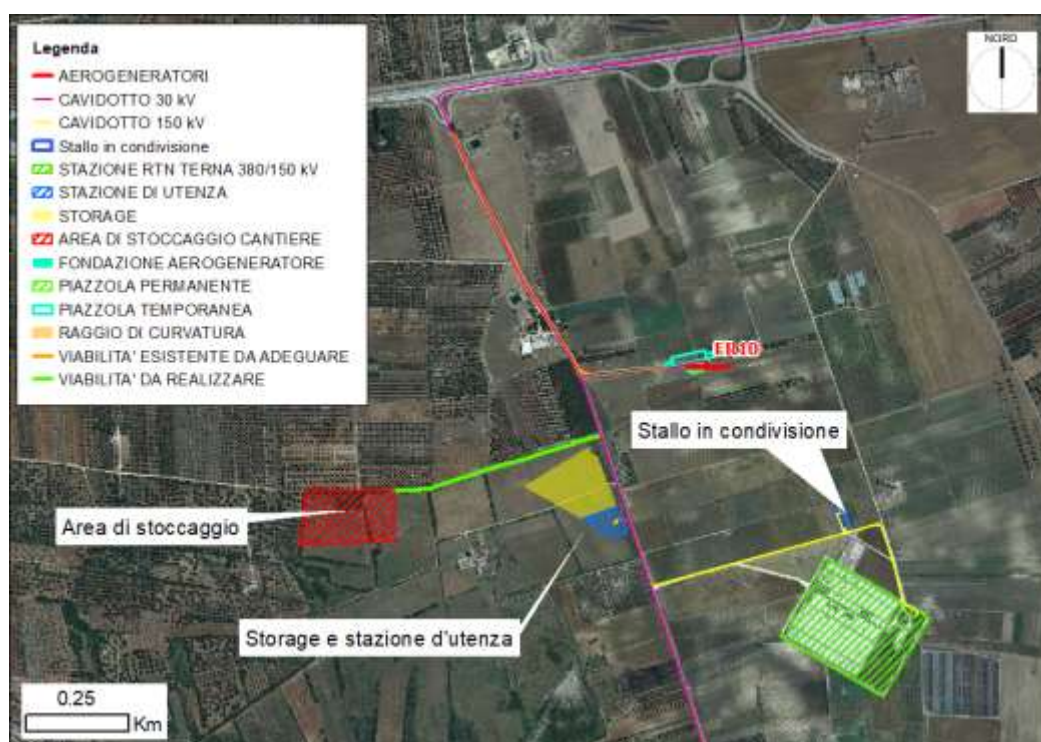 Legenda
AEROGENERATORI
CAVIDOTTO 30 kV
CAVIDOTTO 150 kV
Stallo in condivisione
STAZIONE RTN TERNA 380/150 kV
STAZIONE DI UTENZA
STORAGE
AREA DI STOCCAGGIO CANTIERE
FONDAZIONE AEROGENERATORE
PIAZZOLA PERMANENTE
PIAZZOLA TEMPORANEA
RAGGIO DI CURVATURA
VIABILITA' ESISTENTE DA ADEGUARE
VIABILITA' DA REALIZZARE
NORD
Stallo in condivisione
Area di stoccaggio
Storage e stazione d'utenza
0.25
Km